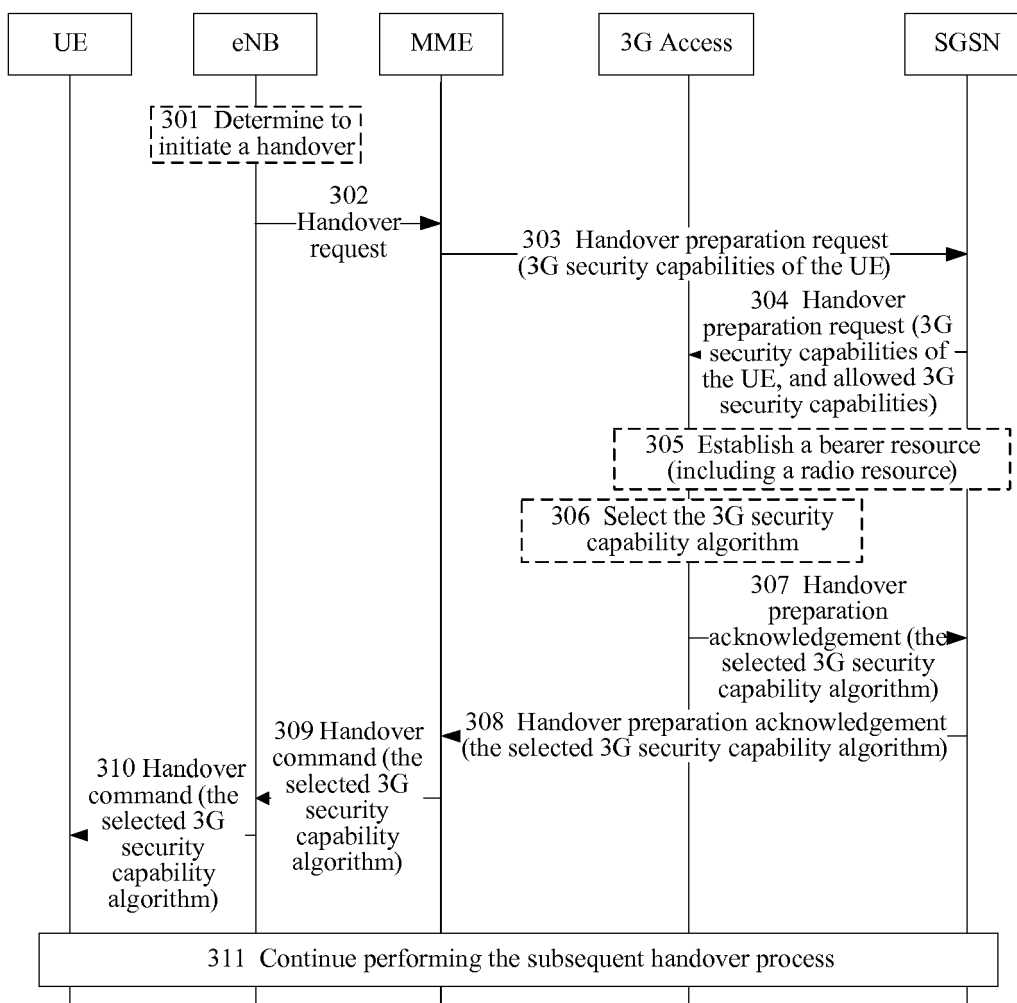 UE
eNB
MME
3G Access
SGSN
301 Determine to
initiate a handover
302
Handover
request
303 Handover preparation request
(3G security capabilities of the UE)
304 Handover
preparation request (3G
security capabilities of
the UE, and allowed 3G
security capabilities)
305 Establish a bearer resource
(including a radio resource)
306 Select the 3G security
capability algorithm
307 Handover
preparation
acknowledgement (the
selected 3G security
capability algorithm)
308 Handover preparation acknowledgement
(the selected 3G security capability algorithm)
309 Handover
command (the
selected 3G
security
capability
algorithm)
310 Handover
command (the
selected 3G
security
capability
algorithm)
311 Continue performing the subsequent handover process